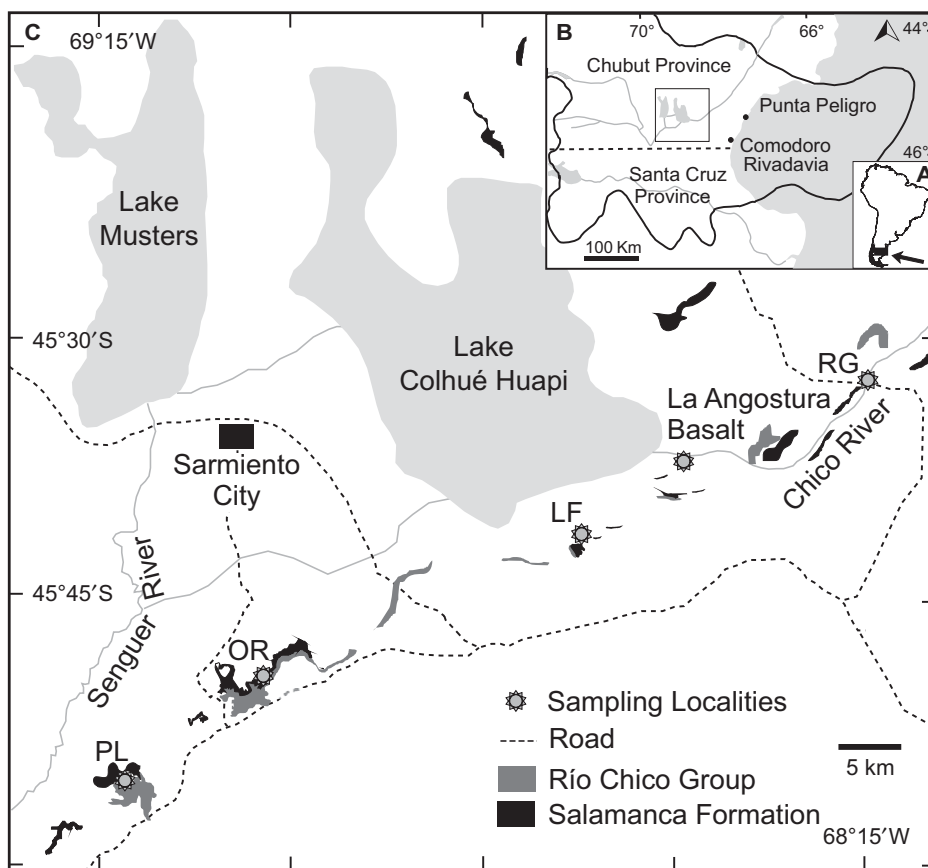 C
69°15′W
B
70°
66°
44°
Chubut Province
Punta Peligro
Comodoro
Rivadavia
46°
A
Santa Cruz
Province
100 Km
Lake
Musters
45°30′S
Lake
Colhué Huapi
RG
La Angostura
Basalt
Chico River
Sarmiento
City
LF
45°45′S
Senguer River
OR
PL
Sampling Localities
Road
Río Chico Group
Salamanca Formation
5 km
68°15′W